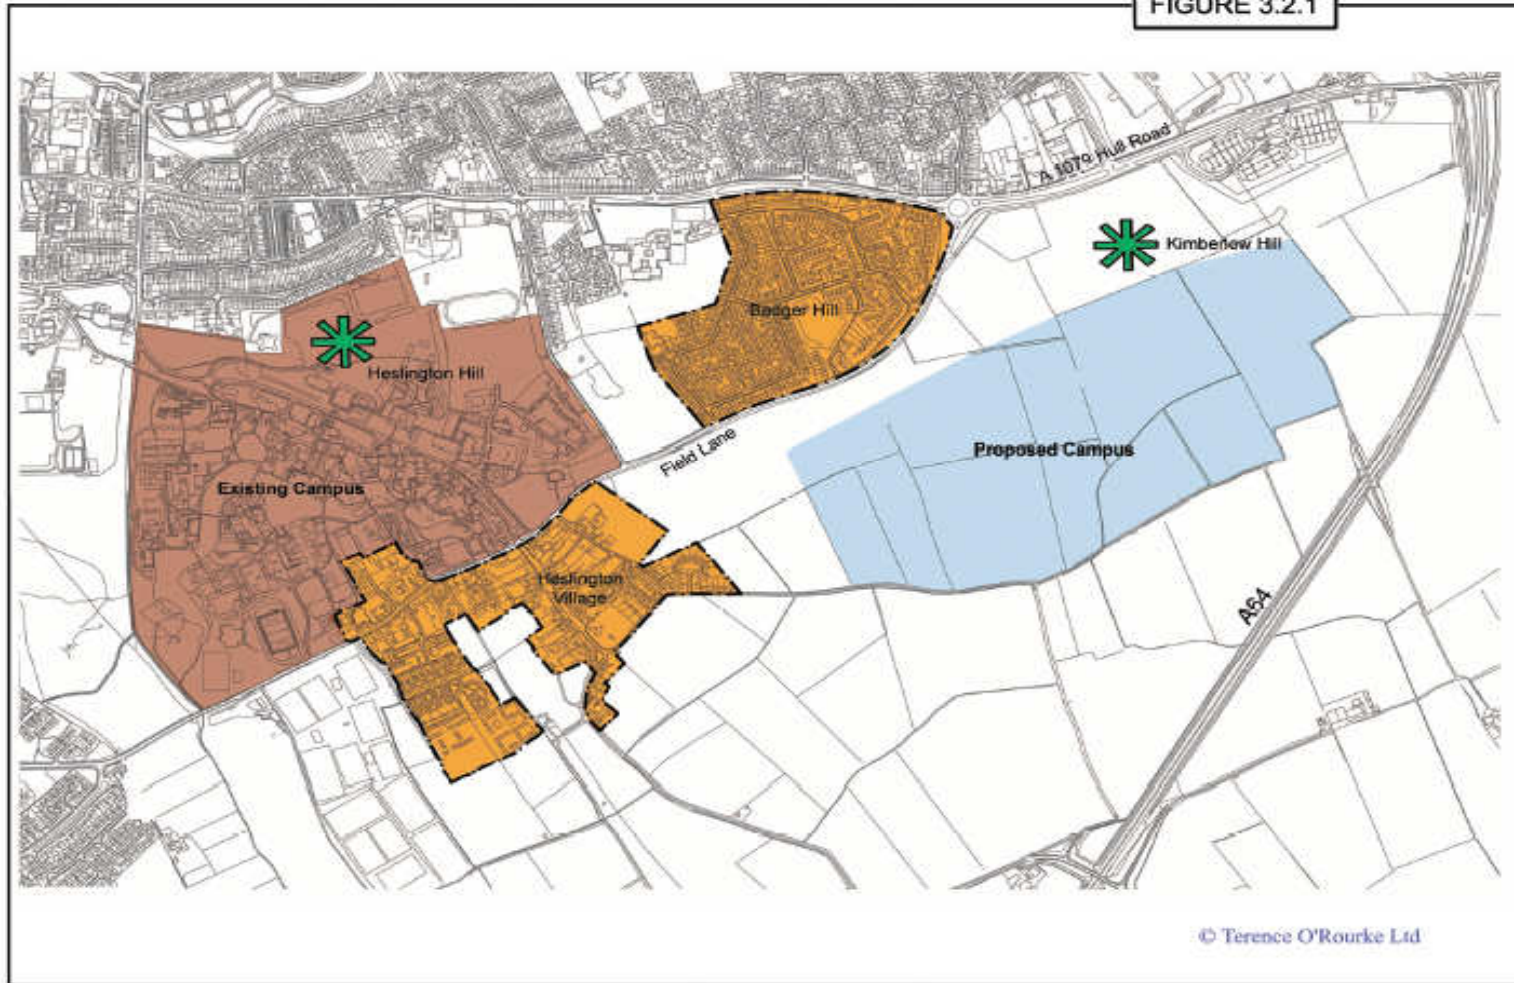 FIGURE 3.2.1
A 1079 Hull Road
Kimberlow Hill
Badger Hill
Heslington Hill
Proposed Campus
Field Lane
Existing Campus
Heslington
Village
A64
© Terence O'Rourke Ltd